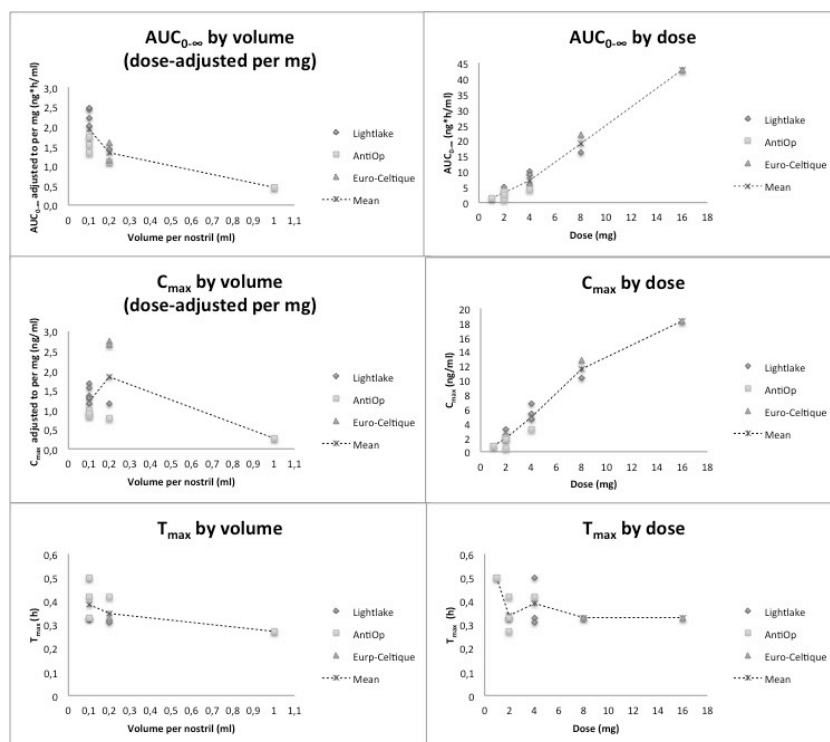 AUC0-∞ by volume
(dose-adjusted per mg)
AUC0-∞ adjusted to per mg (ng*h/ml)
3,0
2,5
2,0
1,5
1,0
0,5
0,0
0 0,1 0,2 0,3 0,4 0,5 0,6 0,7 0,8 0,9 1 1,1
Volume per nostril (ml)
Lightlake
AntiOp
Euro-Celtique
Mean
AUC0-∞ by dose
AUC0-∞ (ng*h/ml)
45
40
35
30
25
20
15
10
5
0
0 2 4 6 8 10 12 14 16 18
Dose (mg)
Lightlake
AntiOp
Euro-Celtique
Mean
Cmax by volume
(dose-adjusted per mg)
Cmax adjusted to per mg (ng/ml)
3,0
2,5
2,0
1,5
1,0
0,5
0,0
0 0,1 0,2 0,3 0,4 0,5 0,6 0,7 0,8 0,9 1 1,1
Volume per nostril (ml)
Lightlake
AntiOp
Euro-Celtique
Mean
Cmax by dose
Cmax (ng/ml)
20
18
16
14
12
10
8
6
4
2
0
0 2 4 6 8 10 12 14 16 18
Dose (mg)
Lightlake
AntiOp
Euro-Celtique
Mean
Tmax by volume
Tmax (h)
0,6
0,5
0,4
0,3
0,2
0,1
0
0 0,1 0,2 0,3 0,4 0,5 0,6 0,7 0,8 0,9 1 1,1
Volume per nostril (ml)
Lightlake
AntiOp
Eurp-Celtique
Mean
Tmax by dose
Tmax (h)
0,6
0,5
0,4
0,3
0,2
0,1
0
0 2 4 6 8 10 12 14 16 18
Dose (mg)
Lightlake
AntiOp
Euro-Celtique
Mean